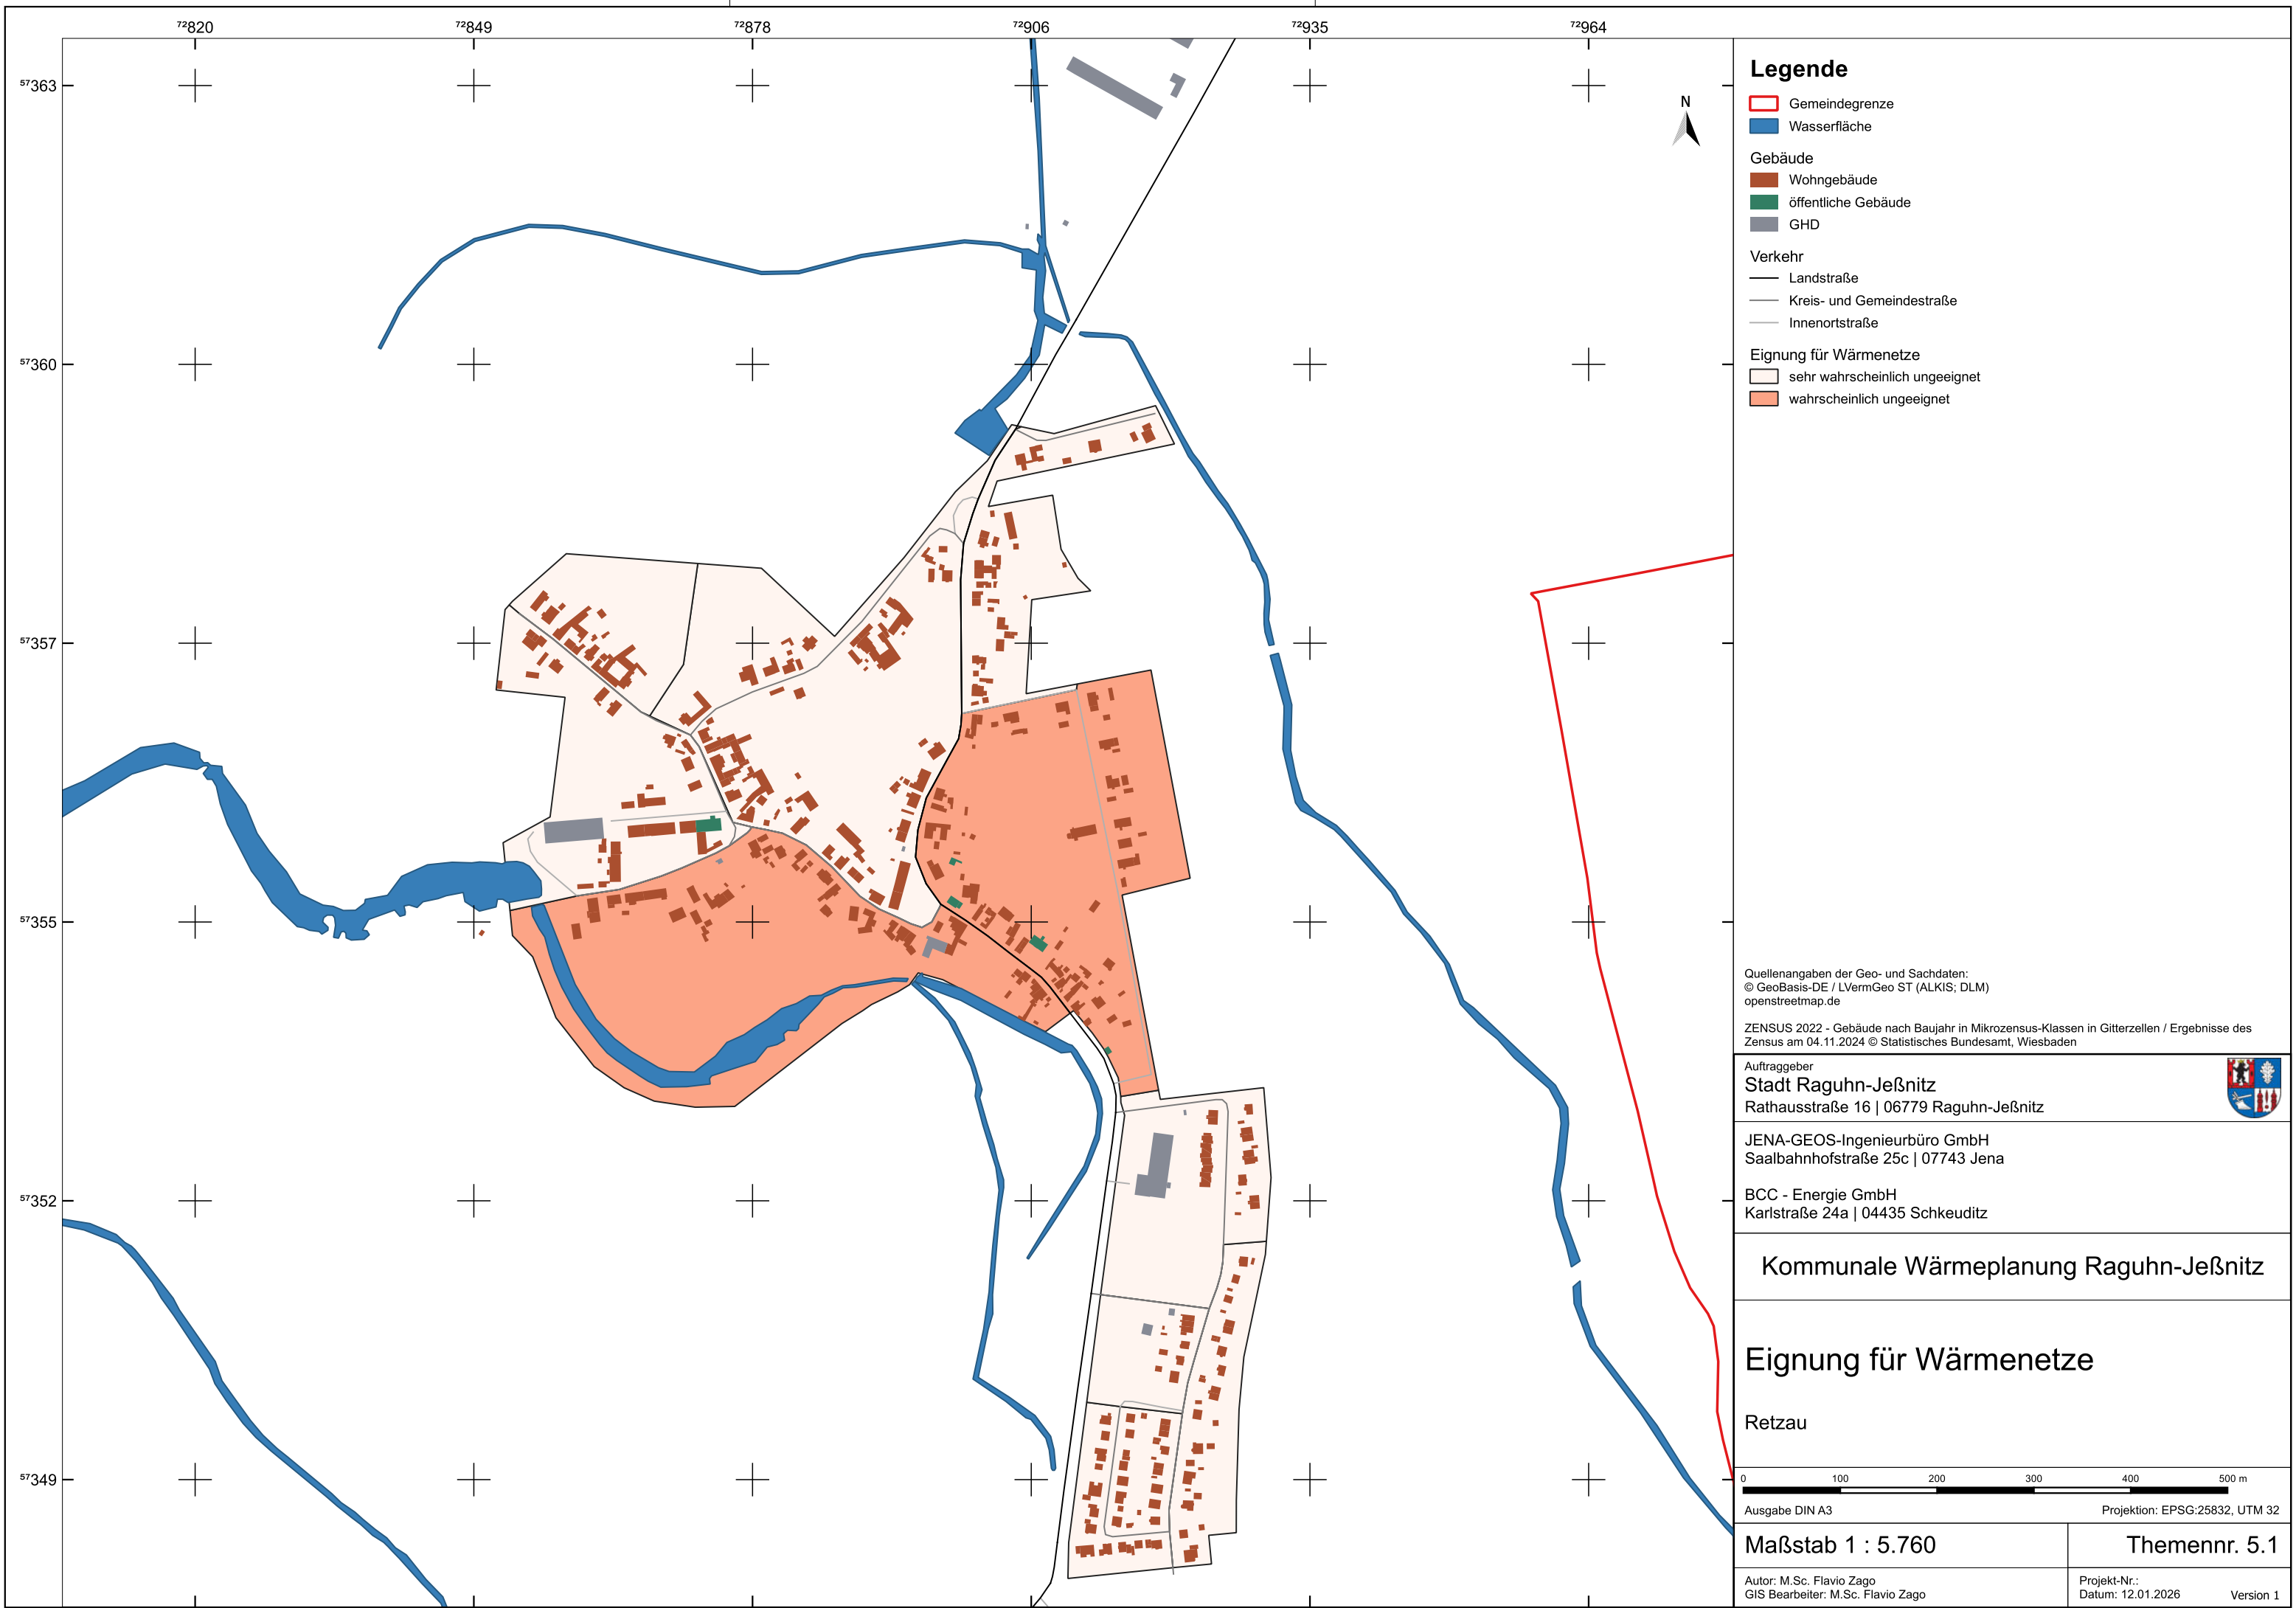 72820 72849 72878 72906 72935 72964
57363
57360
57357
57355
57352
57349
N
Legende
Gemeindegrenze
Wasserfläche
Gebäude
Wohngebäude
öffentliche Gebäude
GHD
Verkehr
Landstraße
Kreis- und Gemeindestraße
Innenortstraße
Eignung für Wärmenetze
sehr wahrscheinlich ungeeignet
wahrscheinlich ungeeignet
Quellenangaben der Geo- und Sachdaten:
© GeoBasis-DE / LVermGeo ST (ALKIS; DLM)
openstreetmap.de
ZENSUS 2022 - Gebäude nach Baujahr in Mikrozensus-Klassen in Gitterzellen / Ergebnisse des
Zensus am 04.11.2024 © Statistisches Bundesamt, Wiesbaden
Auftraggeber
Stadt Raguhn-Jeßnitz
Rathausstraße 16 | 06779 Raguhn-Jeßnitz
JENA-GEOS-Ingenieurbüro GmbH
Saalbahnhofstraße 25c | 07743 Jena
BCC - Energie GmbH
Karlstraße 24a | 04435 Schkeuditz
Kommunale Wärmeplanung Raguhn-Jeßnitz
Eignung für Wärmenetze
Retzau
0 100 200 300 400 500 m
Ausgabe DIN A3 Projektion: EPSG:25832, UTM 32
Maßstab 1 : 5.760 Themennr. 5.1
Autor: M.Sc. Flavio Zago Projekt-Nr.:
GIS Bearbeiter: M.Sc. Flavio Zago Datum: 12.01.2026 Version 1